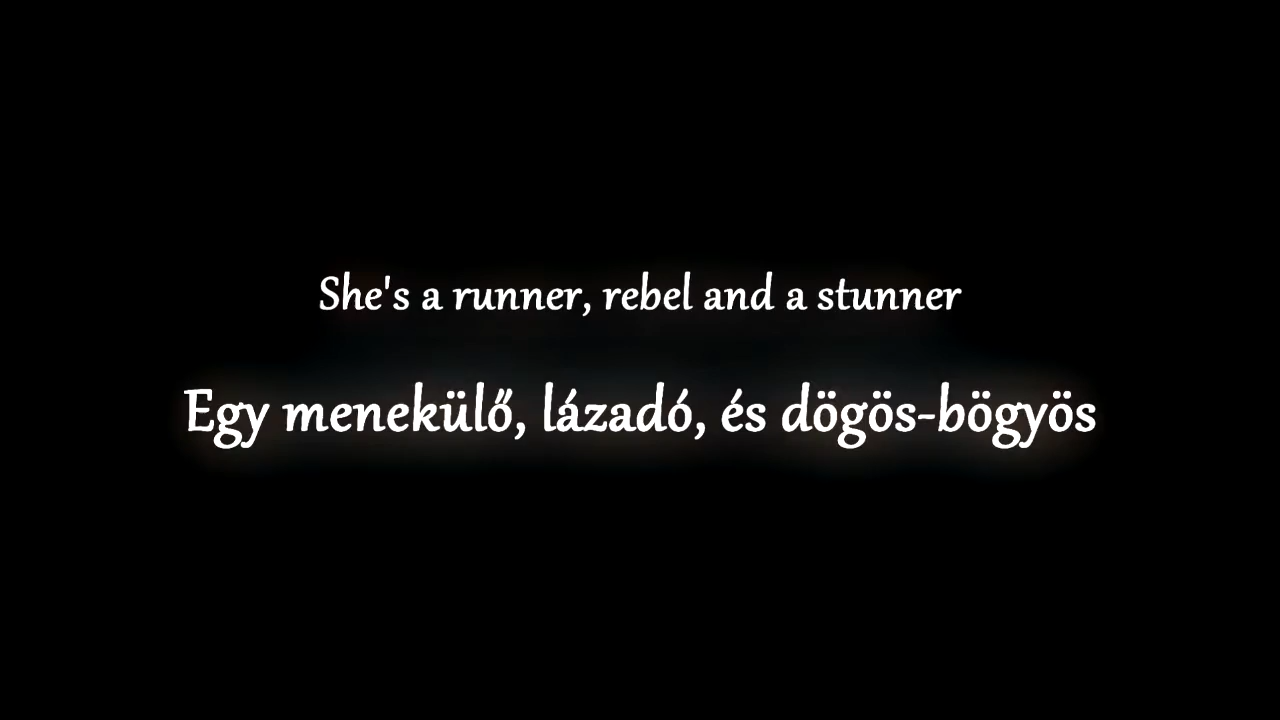 She's a runner, rebel and a stunner
Egy menekülő, lázadó, és dögös-bögyös